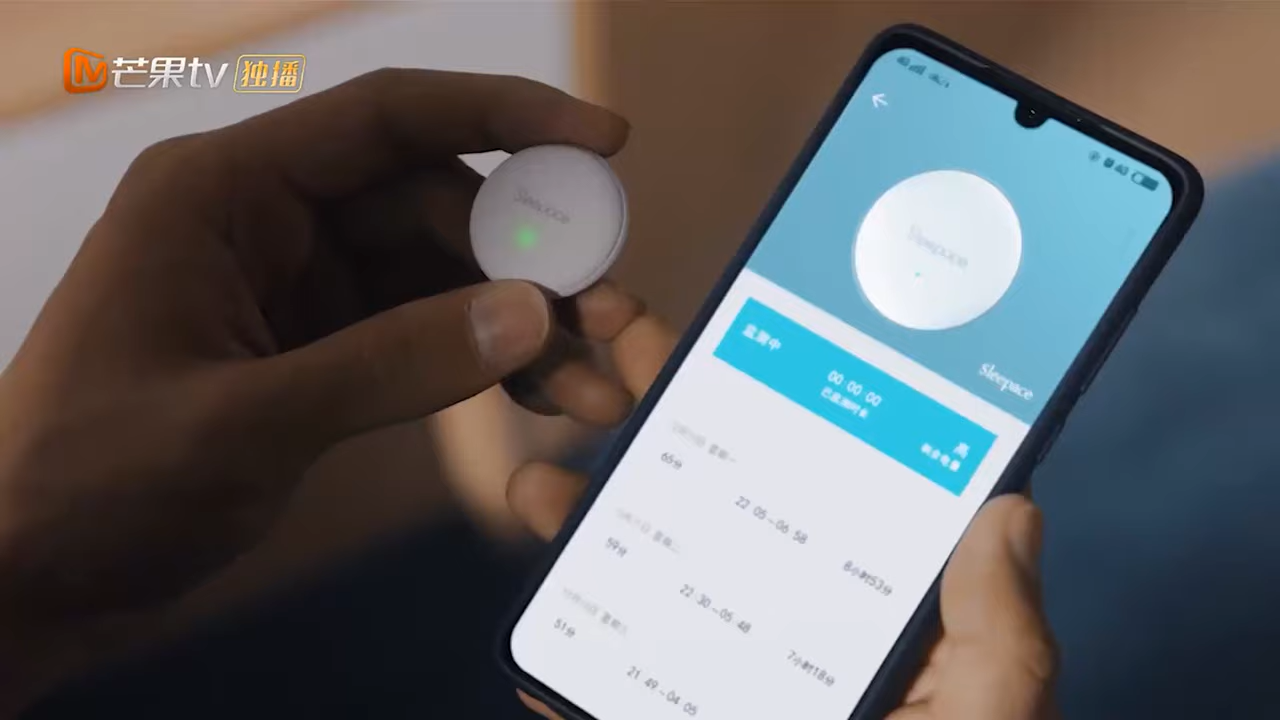 芒果tv 独播
Sleepace
Sleepace
Sleepace
监测中
00:00:00
已监测时长
高
剩余电量
65分
22:05-06:58
8小时53分
59分
22:30-05:48
7小时18分
51分
21:49-04:05